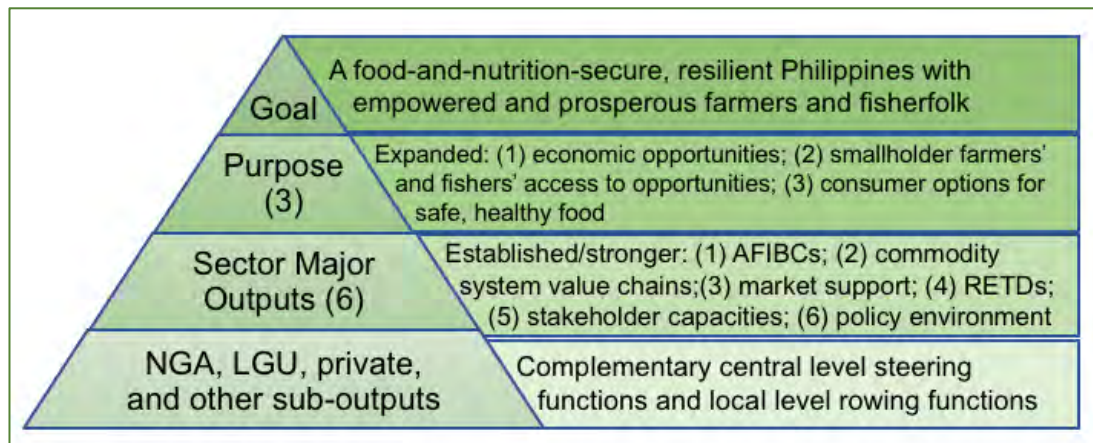 Goal
A food-and-nutrition-secure, resilient Philippines with
empowered and prosperous farmers and fisherfolk
Purpose
(3)
Expanded: (1) economic opportunities; (2) smallholder farmers'
and fishers' access to opportunities; (3) consumer options for
safe, healthy food
Sector Major
Outputs (6)
Established/stronger: (1) AFIBCs; (2) commodity
system value chains;(3) market support; (4) RETDs;
(5) stakeholder capacities; (6) policy environment
NGA, LGU, private,
and other sub-outputs
Complementary central level steering
functions and local level rowing functions